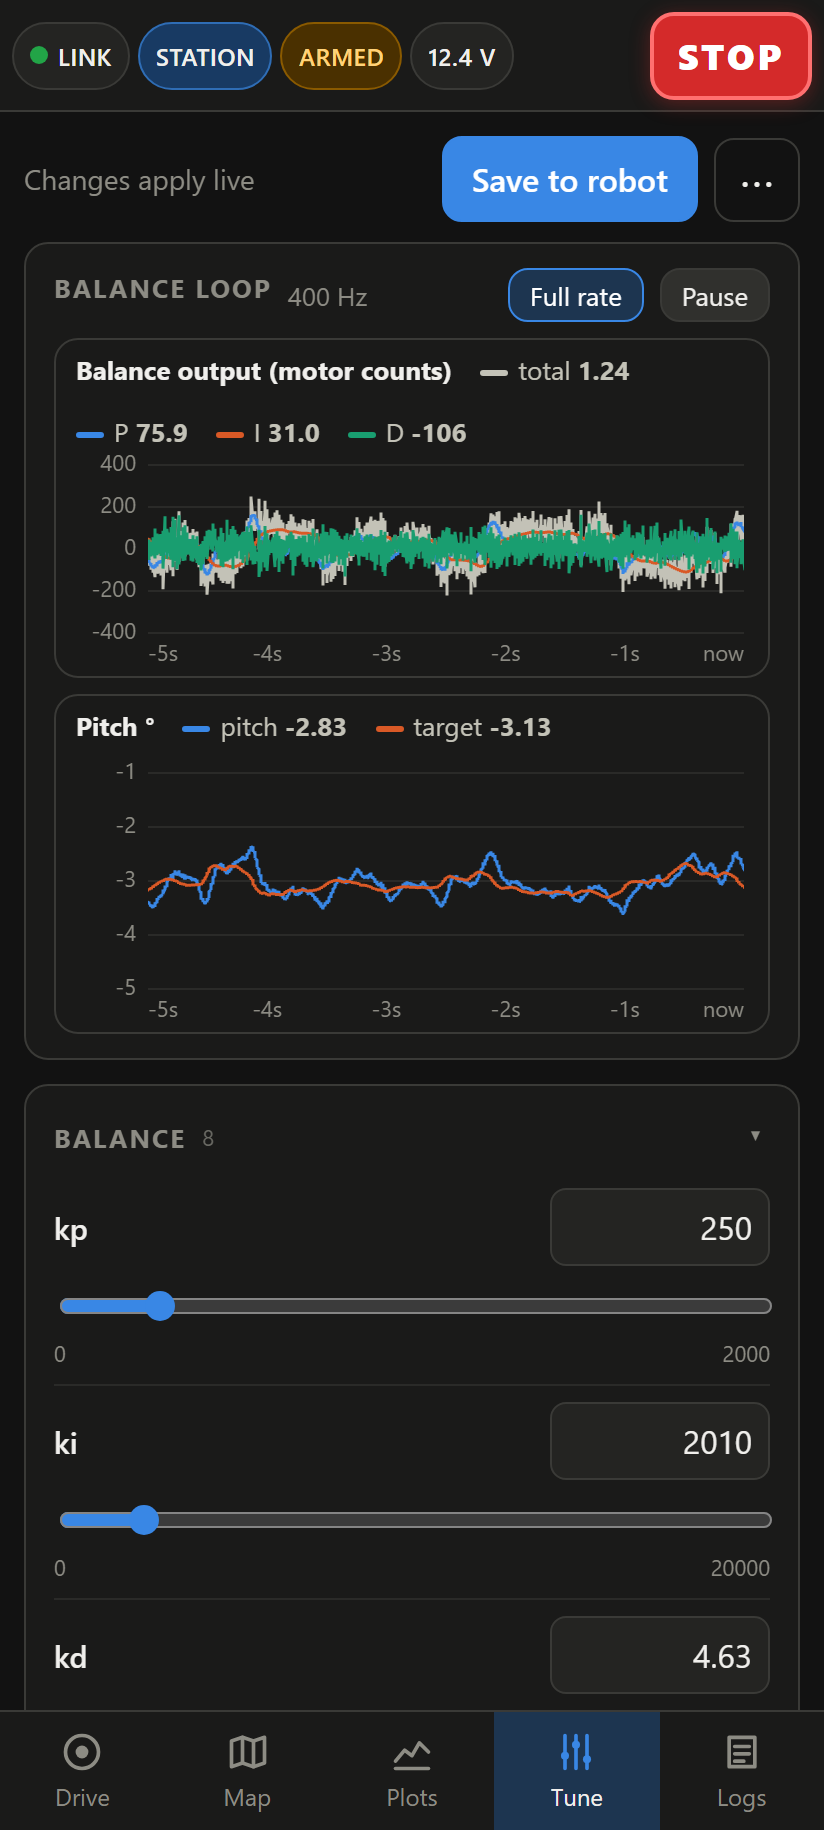 LINK STATION ARMED 12.4 V STOP
Changes apply live Save to robot ...
BALANCE LOOP 400 Hz Full rate Pause
Balance output (motor counts) total 1.24
P 75.9 I 31.0 D -106
400
200
0
-200
-400
-5s -4s -3s -2s -1s now
Pitch ° pitch -2.83 target -3.13
-1
-2
-3
-4
-5
-5s -4s -3s -2s -1s now
BALANCE 8 ▼
kp 250
0 2000
ki 2010
0 20000
kd 4.63
Drive Map Plots Tune Logs